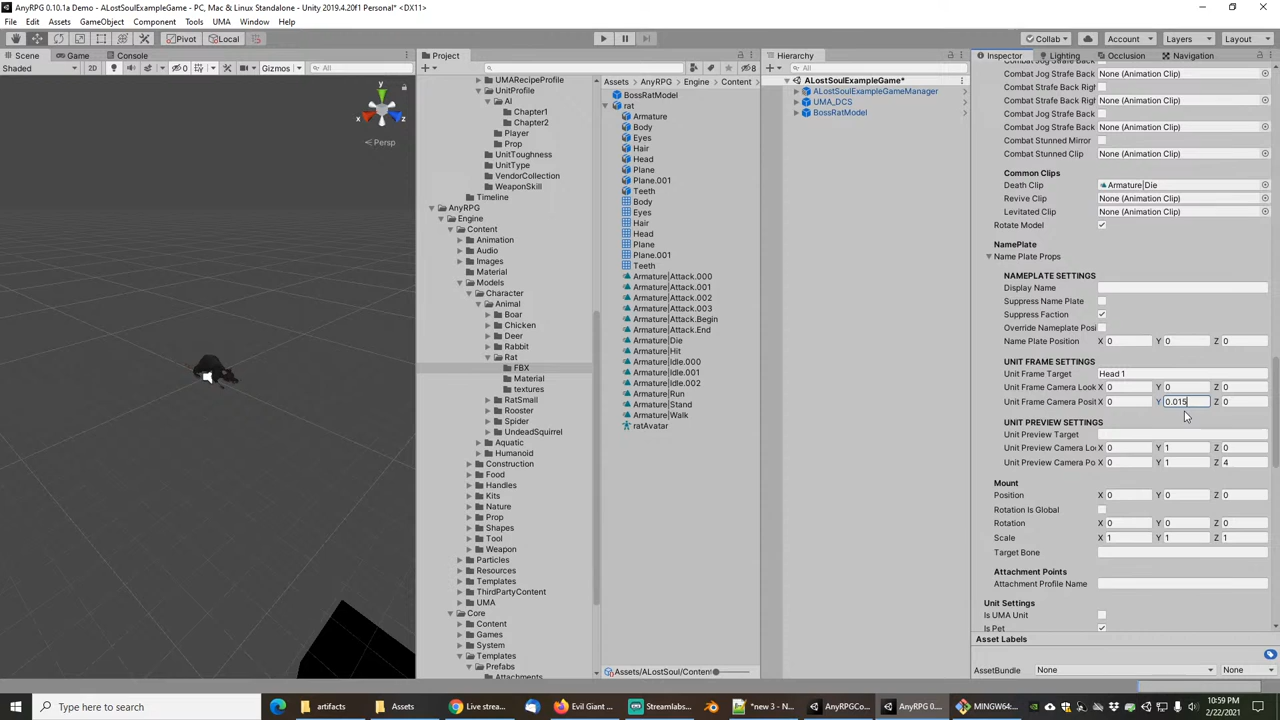 AnyRPG 0.10.1a Demo - ALostSoulExampleGame - PC, Mac & Linux Standalone - Unity 2019.4.20f1 Personal* <DX11>
File Edit Assets GameObject Component Tools UMA Window Help
Pivot Local Collab Account Layers Layout
Scene Game Console
Shaded 2D 0 Gizmos All
y
x z
Persp
Project
8
UMARecipeProfile
UnitProfile
AI
Chapter1
Chapter2
Player
Prop
UnitToughness
UnitType
VendorCollection
WeaponSkill
Timeline
AnyRPG
Engine
Content
Animation
Audio
Images
Material
Models
Character
Animal
Boar
Chicken
Deer
Rabbit
Rat
FBX
Material
textures
RatSmall
Rooster
Spider
UndeadSquirrel
Aquatic
Humanoid
Construction
Food
Handles
Kits
Nature
Prop
Shapes
Tool
Weapon
Particles
Resources
Templates
ThirdPartyContent
UMA
Core
Content
Games
System
Templates
Prefabs
Attachments
Assets AnyRPG Engine Content
BossRatModel
rat
Armature
Body
Eyes
Hair
Head
Plane
Plane.001
Teeth
Body
Eyes
Hair
Head
Plane
Plane.001
Teeth
Armature|Attack.000
Armature|Attack.001
Armature|Attack.002
Armature|Attack.003
Armature|Attack.Begin
Armature|Attack.End
Armature|Die
Armature|Hit
Armature|Idle.000
Armature|Idle.001
Armature|Idle.002
Armature|Run
Armature|Stand
Armature|Walk
ratAvatar
Assets/ALostSoul/Content
Hierarchy
All
ALostSoulExampleGame*
ALostSoulExampleGameManager
UMA_DCS
BossRatModel
Inspector Lighting Occlusion Navigation
Combat Jog Strafe Back None (Animation Clip)
Combat Strafe Back Rig
Combat Jog Strafe Back None (Animation Clip)
Combat Strafe Back
Combat Jog Strafe Back None (Animation Clip)
Combat Stunned Mirror
Combat Stunned Clip None (Animation Clip)
Common Clips
Death Clip Armature|Die
Revive Clip None (Animation Clip)
Levitated Clip None (Animation Clip)
Rotate Model
NamePlate
Name Plate Props
NAMEPLATE SETTINGS
Display Name
Suppress Name Plate
Suppress Faction
Override Nameplate Posi
Name Plate Position X 0 Y 0 Z 0
UNIT FRAME SETTINGS
Unit Frame Target Head 1
Unit Frame Camera Look X 0 Y 0 Z 0
Unit Frame Camera Posit X 0 Y 0.015 Z 0
UNIT PREVIEW SETTINGS
Unit Preview Target
Unit Preview Camera Loo X 0 Y 1 Z 0
Unit Preview Camera Po X 0 Y 1 Z 4
Mount
Position X 0 Y 0 Z 0
Rotation Is Global
Rotation X 0 Y 0 Z 0
Scale X 1 Y 1 Z 1
Target Bone
Attachment Points
Attachment Profile Name
Unit Settings
Is UMA Unit
Is Pet
Asset Labels
AssetBundle None None
Type here to search
artifacts
Assets
Live stream...
Evil Giant ...
Streamlabs...
*new 3 - N...
AnyRPGCo...
AnyRPG 0....
MINGW64:...
10:59 PM
2/22/2021